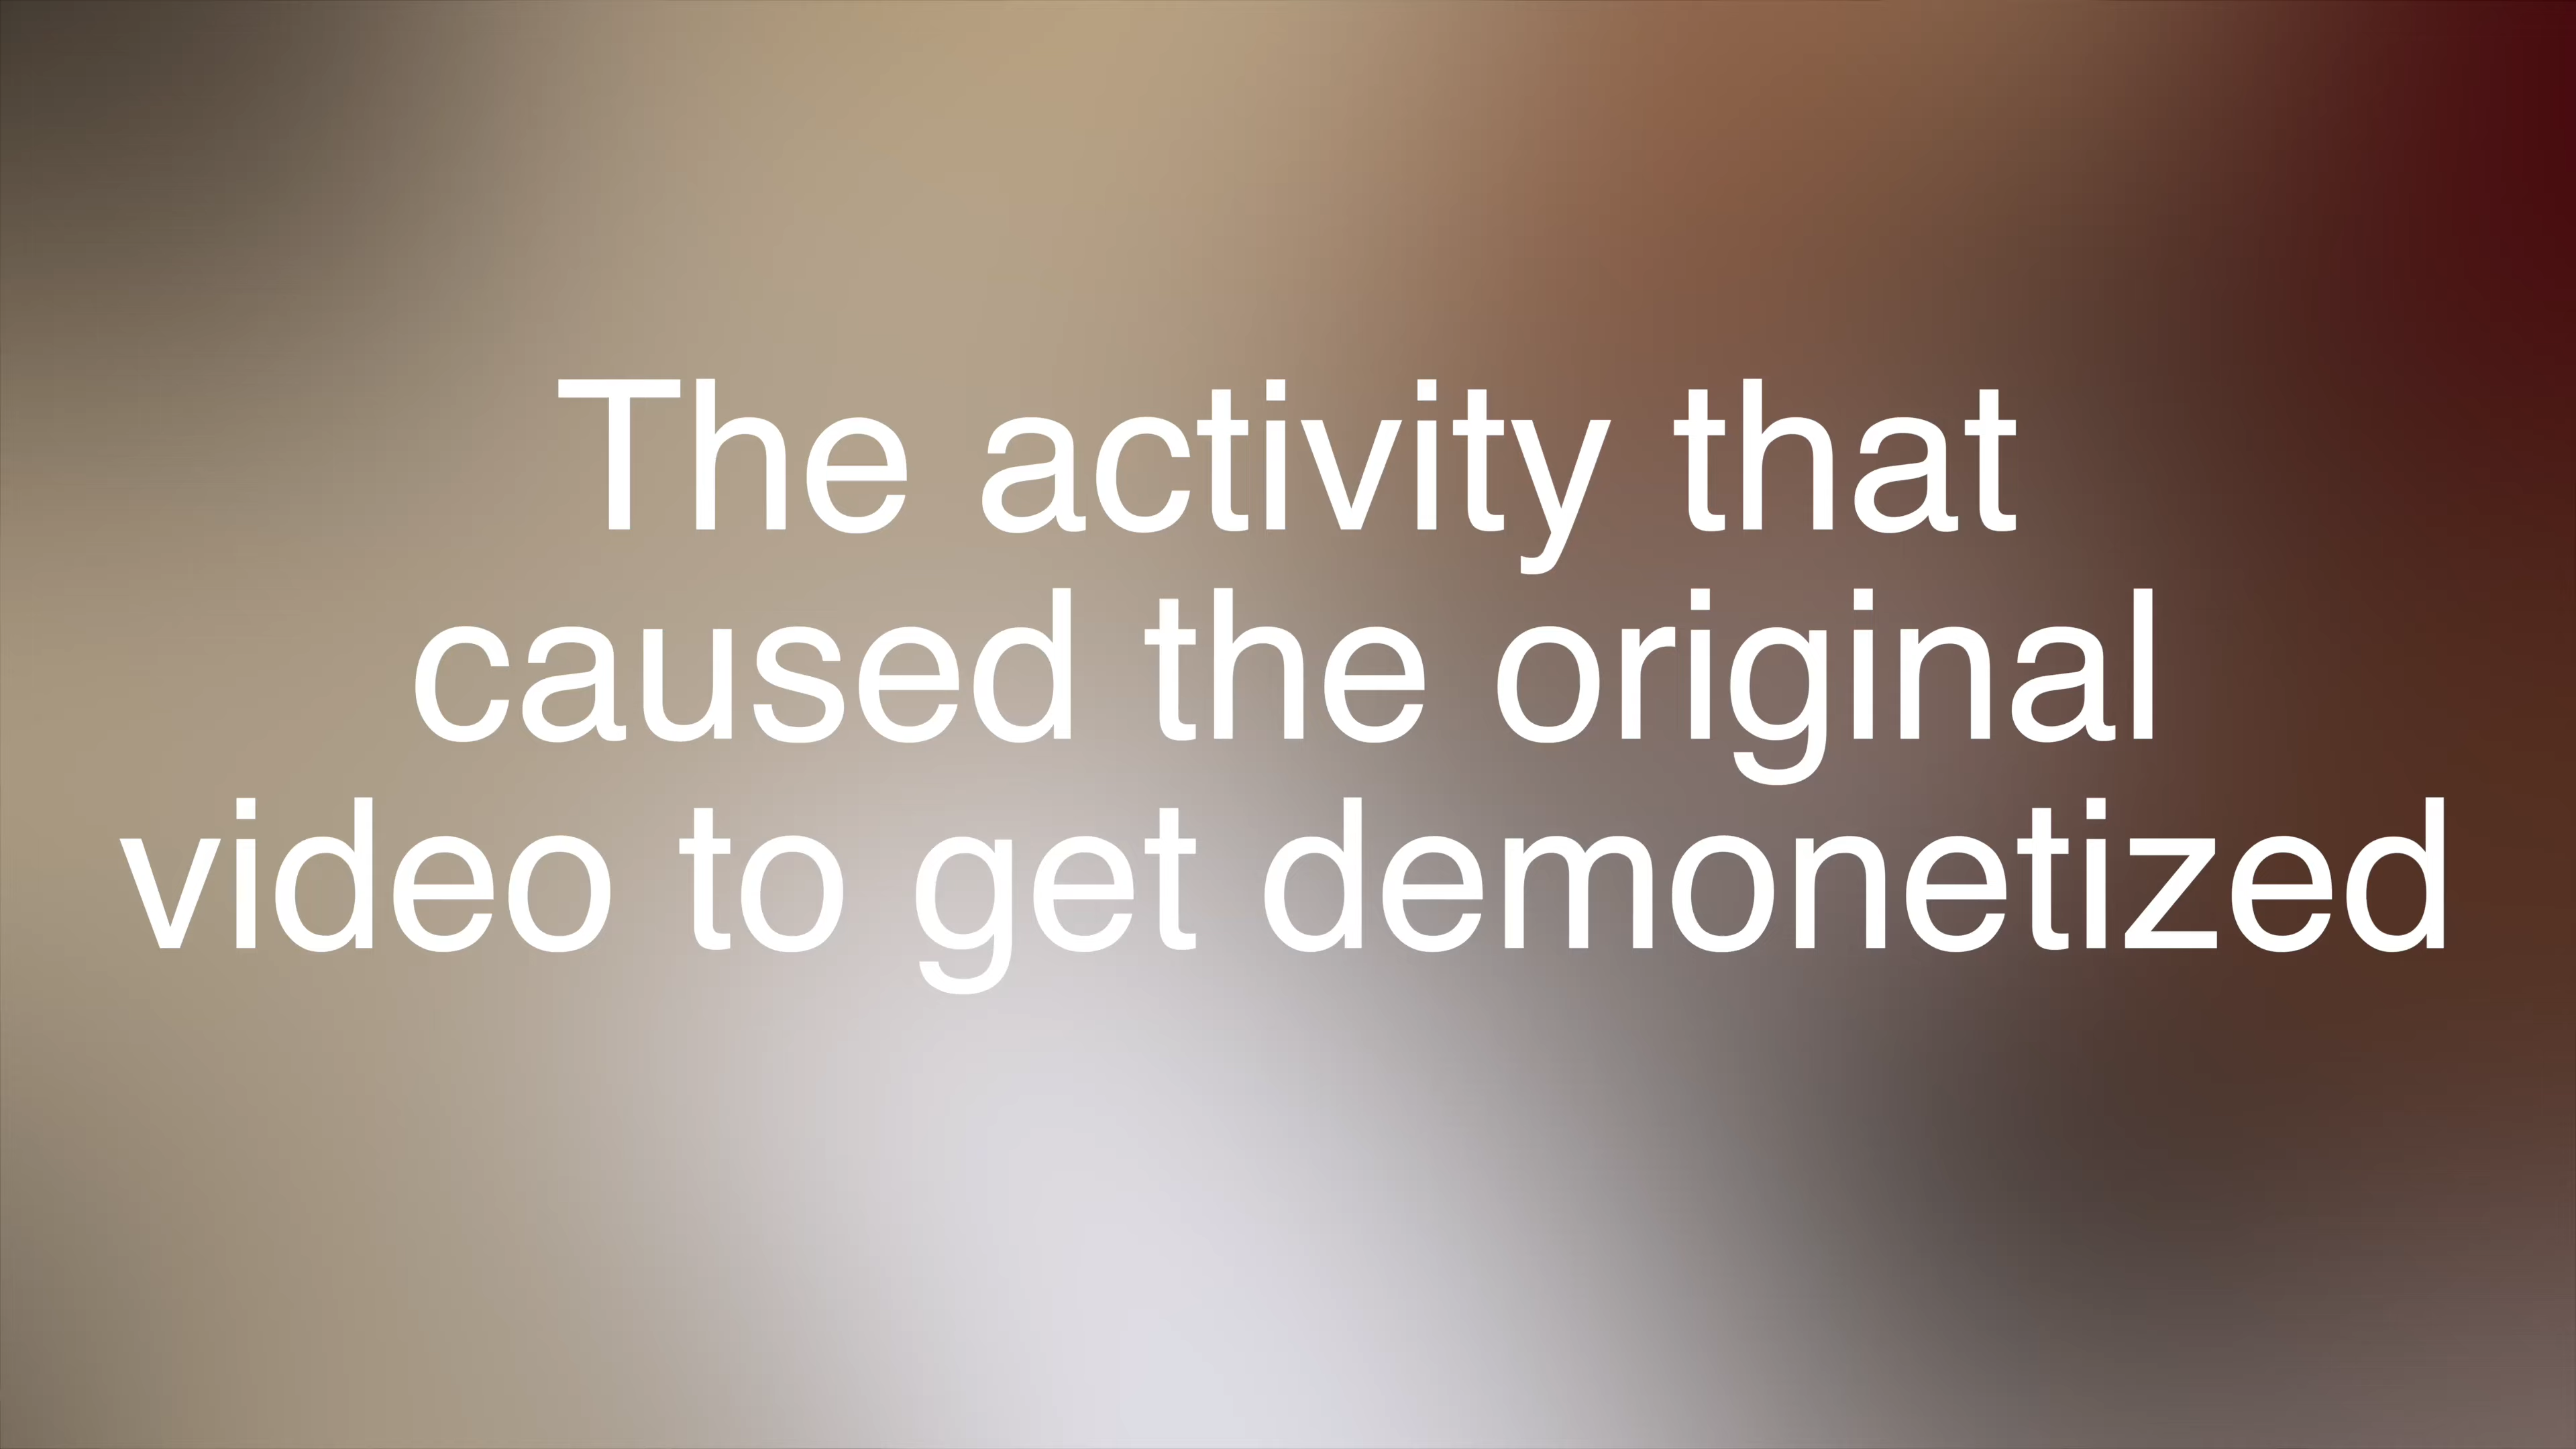 The activity that
caused the original
video to get demonetized